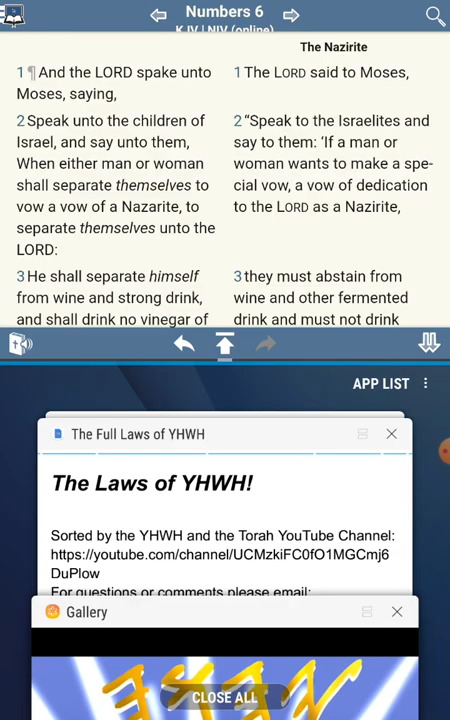 Numbers 6
KJV | NIV (online)
The Nazirite
1 ¶ And the LORD spake unto
Moses, saying,
2 Speak unto the children of
Israel, and say unto them,
When either man or woman
shall separate themselves to
vow a vow of a Nazarite, to
separate themselves unto the
LORD:
3 He shall separate himself
from wine and strong drink,
and shall drink no vinegar of
1 The LORD said to Moses,
2 “Speak to the Israelites and
say to them: ‘If a man or
woman wants to make a spe-
cial vow, a vow of dedication
to the LORD as a Nazirite,
3 they must abstain from
wine and other fermented
drink and must not drink
APP LIST
The Full Laws of YHWH
The Laws of YHWH!
Sorted by the YHWH and the Torah YouTube Channel:
https://youtube.com/channel/UCMzkiFC0fO1MGCmj6
DuPlow
For questions or comments please email:
Gallery
CLOSE ALL